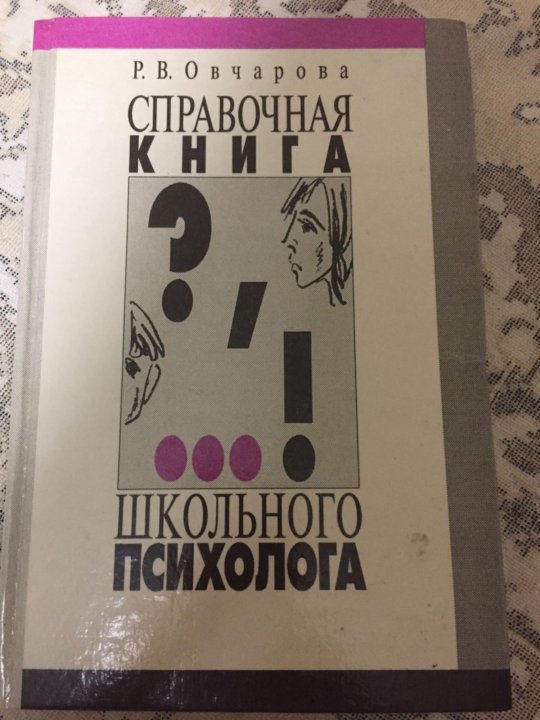 Р. В. Овчарова
СПРАВОЧНАЯ
КНИГА
? , !
...
ШКОЛЬНОГО
ПСИХОЛОГА